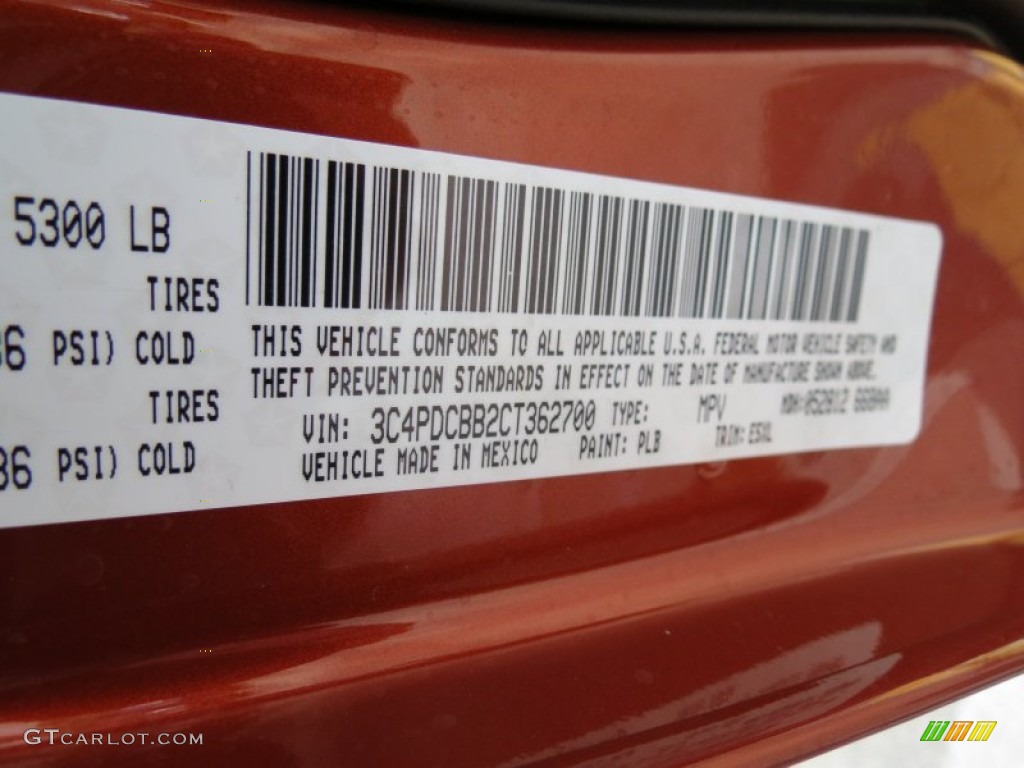 5300 LB
TIRES
36 PSI) COLD
TIRES
36 PSI) COLD
THIS VEHICLE CONFORMS TO ALL APPLICABLE U.S.A. FEDERAL MOTOR VEHICLE SAFETY AND
THEFT PREVENTION STANDARDS IN EFFECT ON THE DATE OF MANUFACTURE SHOWN ABOVE.
VIN: 3C4PDCBB2CT362700 TYPE: MPV MDH:
VEHICLE MADE IN MEXICO PAINT: PLB TRIM:
GTCARLOT.COM